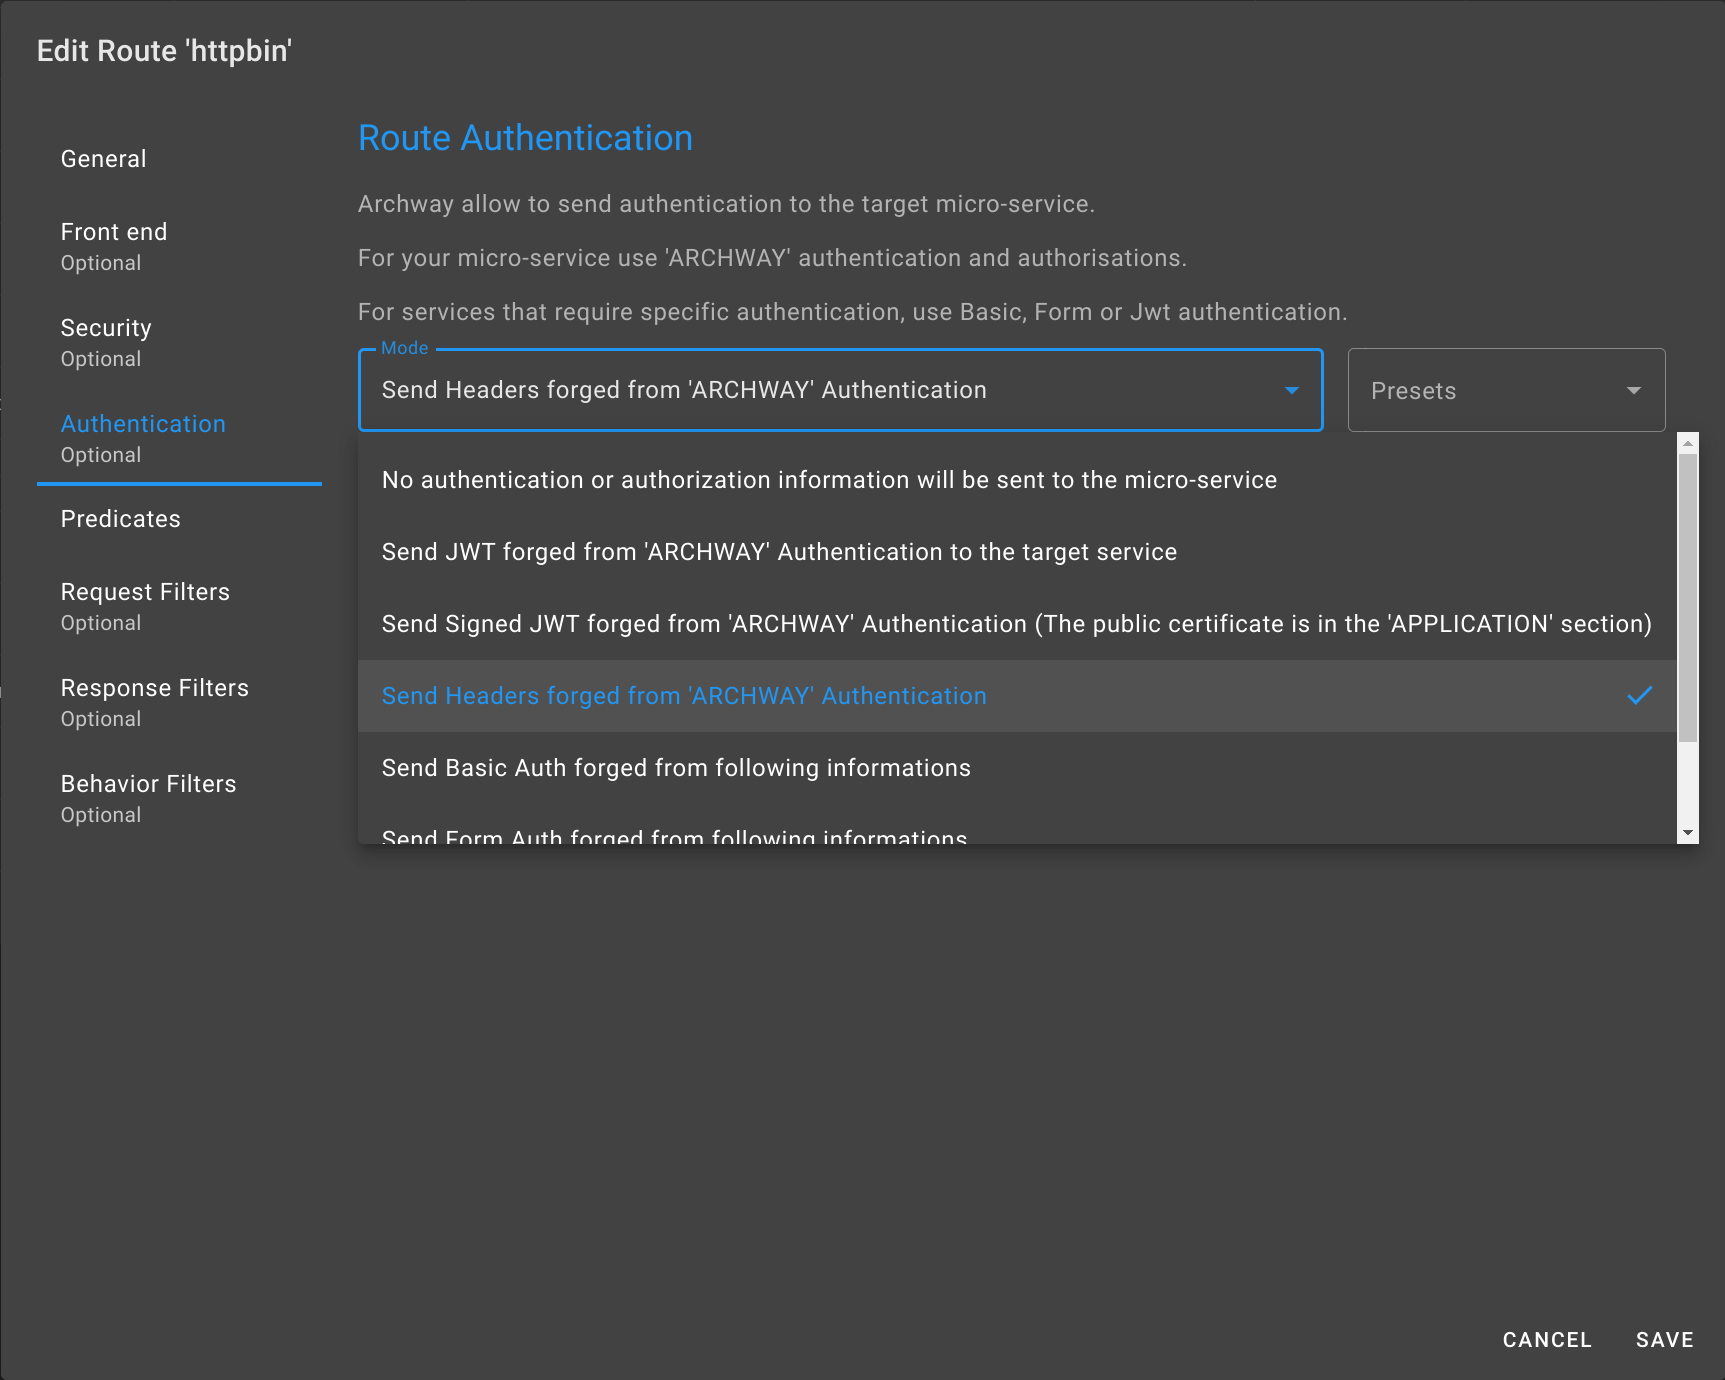 Edit Route 'httpbin'
General
Front end
Optional
Security
Optional
Authentication
Optional
Predicates
Request Filters
Optional
Response Filters
Optional
Behavior Filters
Optional
Route Authentication
Archway allow to send authentication to the target micro-service.
For your micro-service use 'ARCHWAY' authentication and authorisations.
For services that require specific authentication, use Basic, Form or Jwt authentication.
Mode
Send Headers forged from 'ARCHWAY' Authentication
Presets
No authentication or authorization information will be sent to the micro-service
Send JWT forged from 'ARCHWAY' Authentication to the target service
Send Signed JWT forged from 'ARCHWAY' Authentication (The public certificate is in the 'APPLICATION' section)
Send Headers forged from 'ARCHWAY' Authentication
Send Basic Auth forged from following informations
Send Form Auth forged from following informations
CANCEL
SAVE